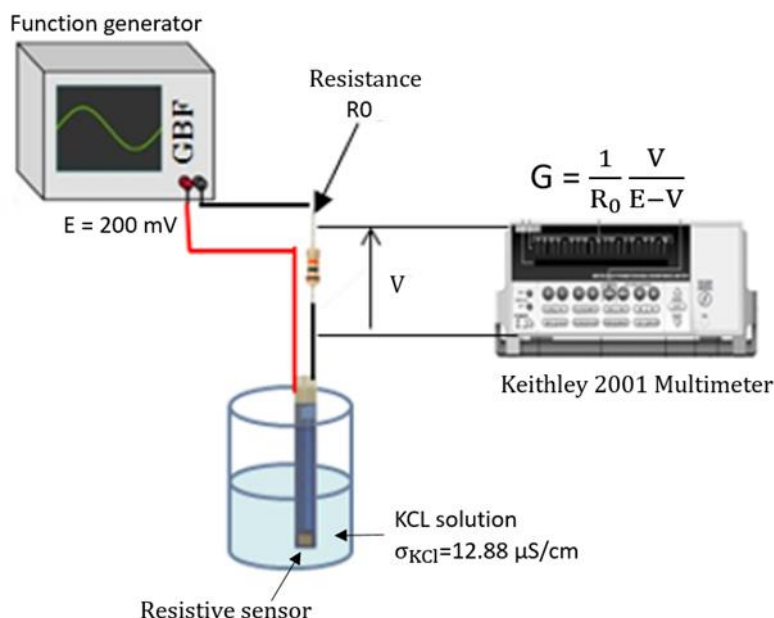 Function generator
GBF
E = 200 mV
Resistance
R0
G = 1/R₀ V/(E−V)
V
Keithley 2001 Multimeter
KCL solution
σ_KCl=12.88 μS/cm
Resistive sensor